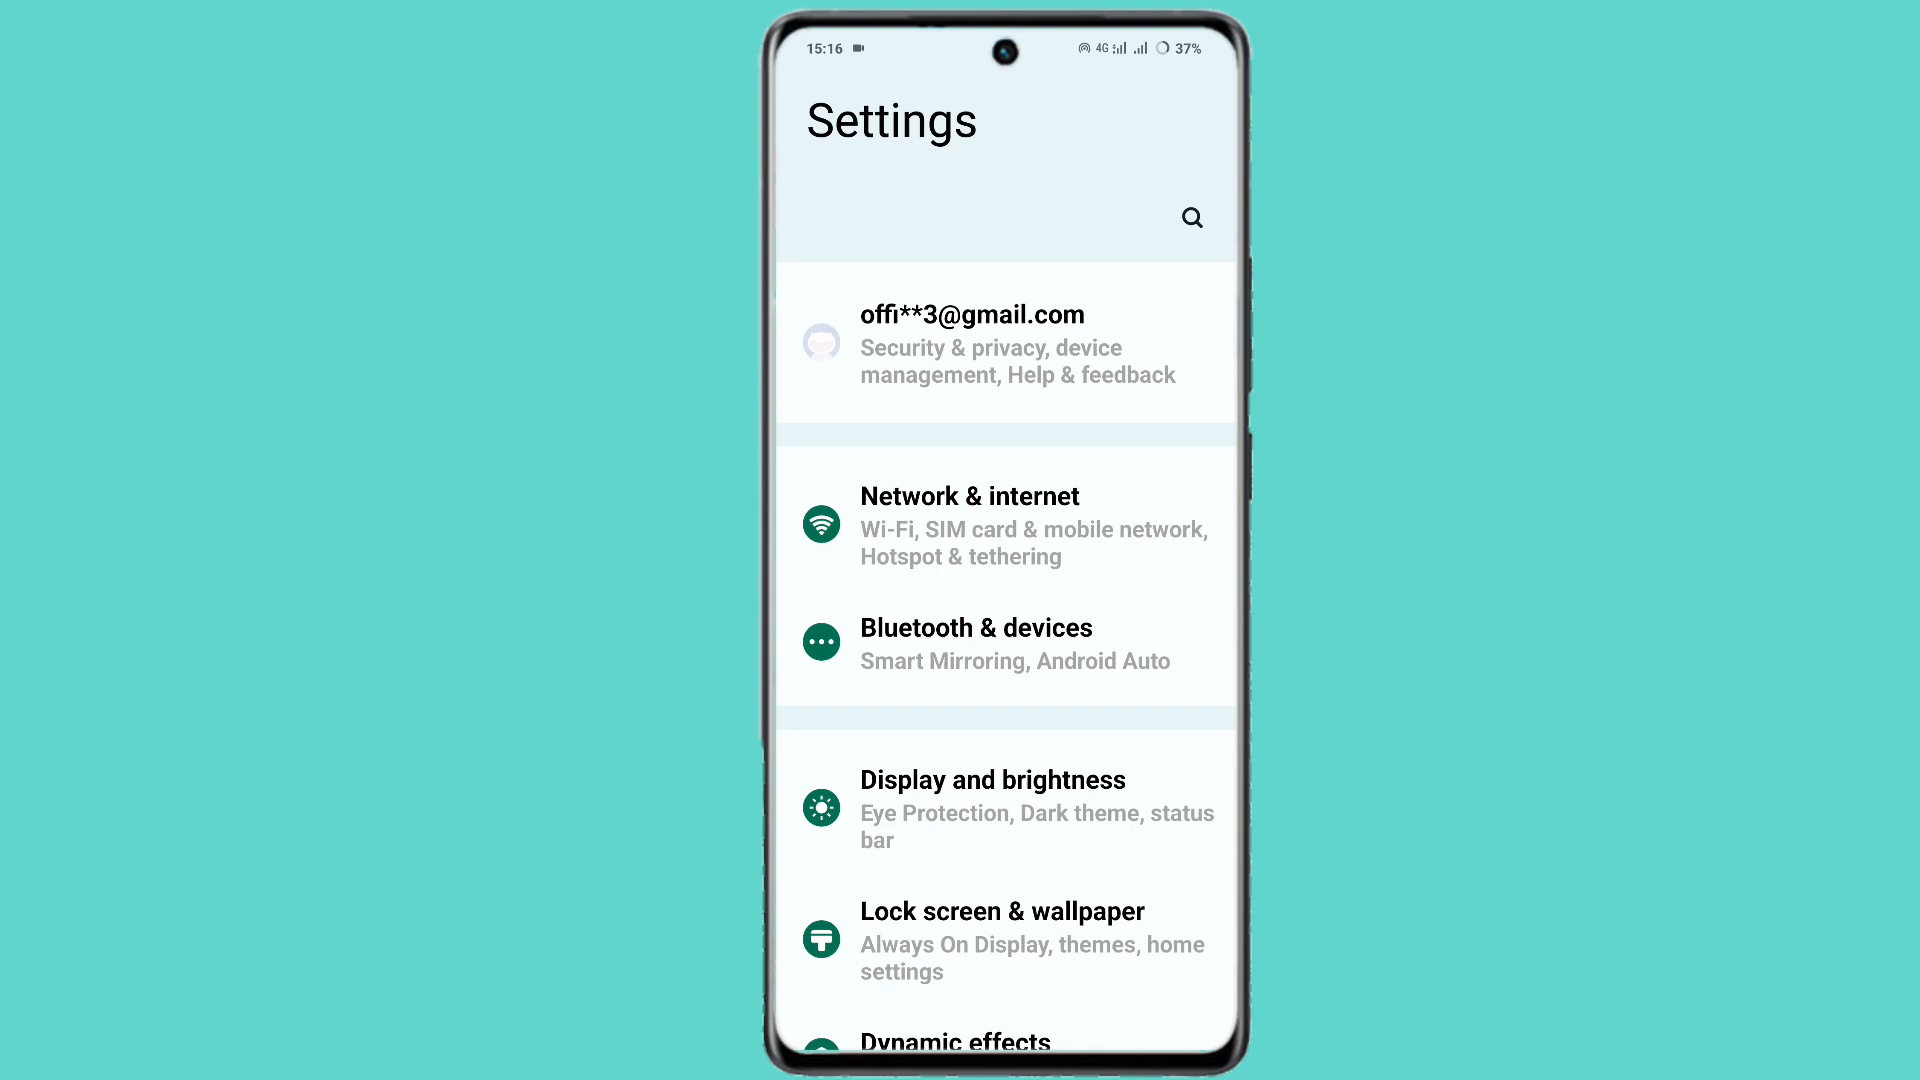 15:16 4G 37%
Settings
offi**3@gmail.com
Security & privacy, device
management, Help & feedback
Network & internet
Wi-Fi, SIM card & mobile network,
Hotspot & tethering
Bluetooth & devices
Smart Mirroring, Android Auto
Display and brightness
Eye Protection, Dark theme, status
bar
Lock screen & wallpaper
Always On Display, themes, home
settings
Dynamic effects